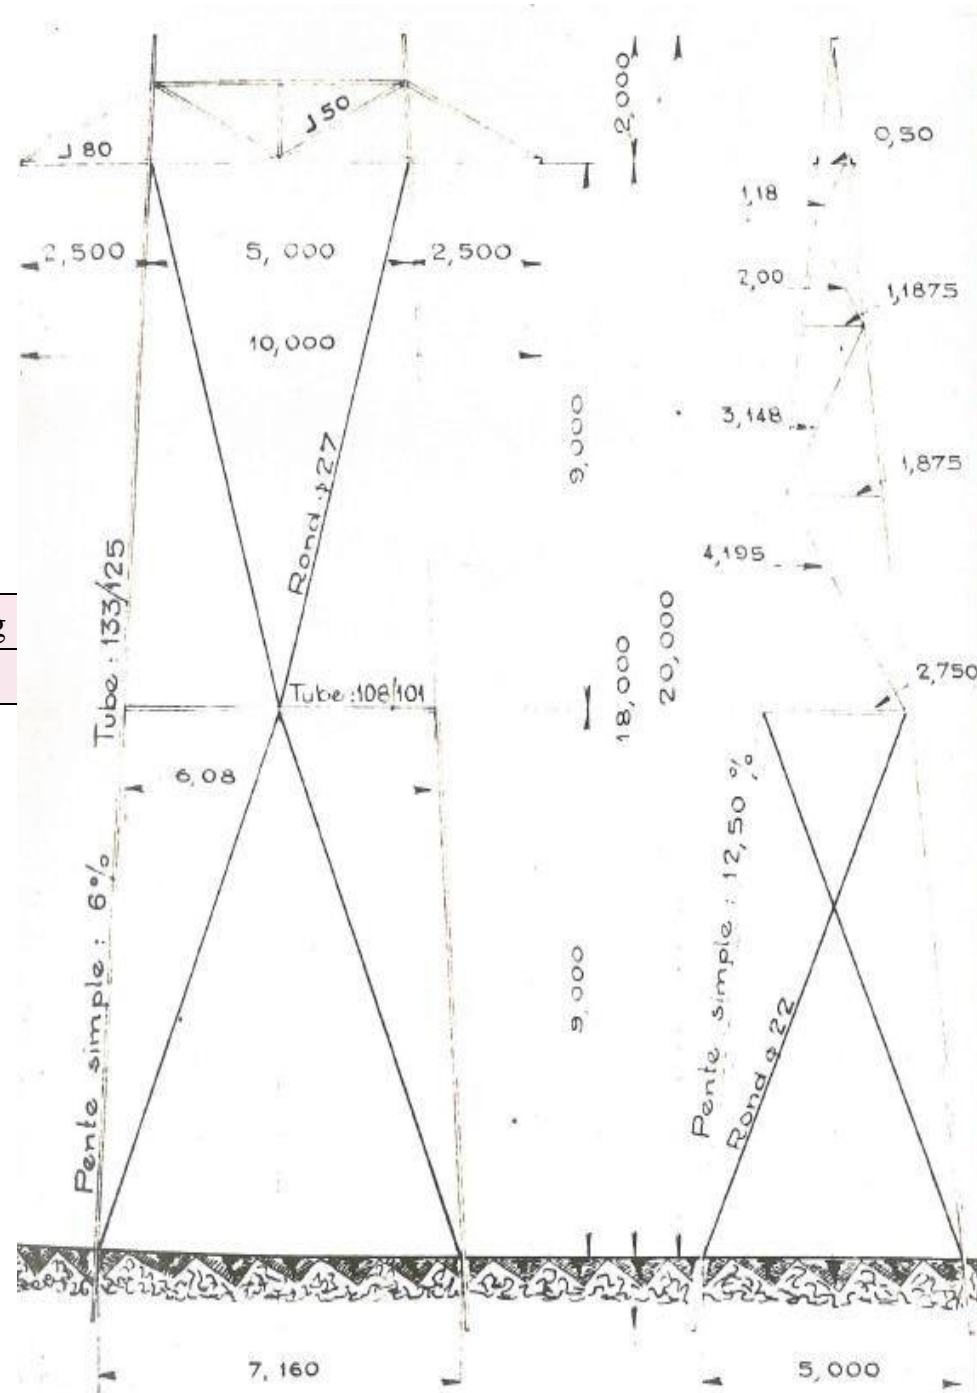 2,000
J 50
0,50
J 80
1,18
2,500
5,000
2,500
2,00
1,1875
10,000
9,000
3,148
1,875
Rond ø 27
4,195
Tube : 133/125
g
18,000
20,000
2,750
Tube : 108/101
6,08
Pente simple : 12,50 %
Pente simple : 6%
9,000
Rond ø 22
7,160
5,000